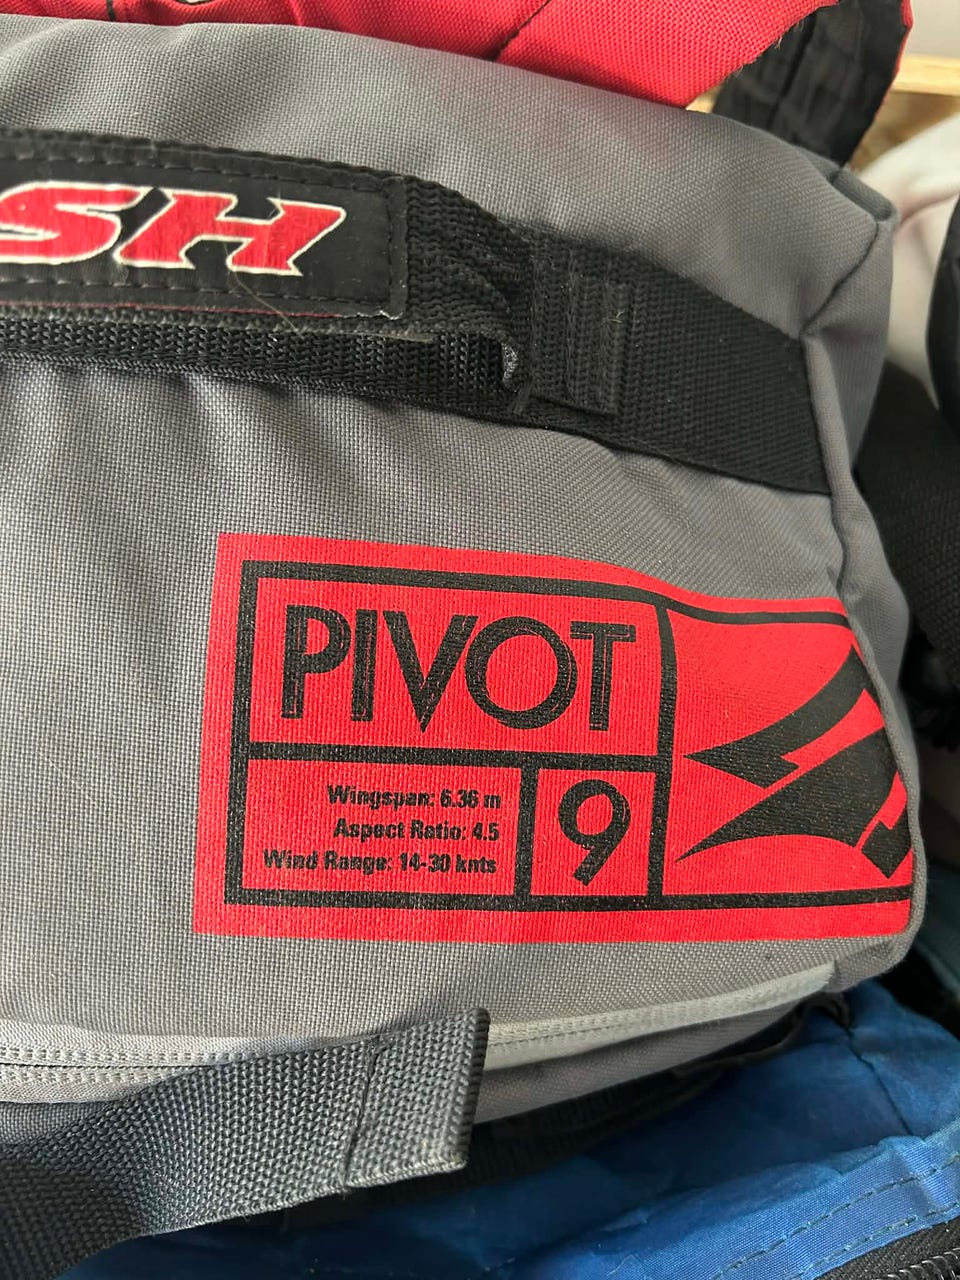 SH
PIVOT
Wingspan: 6.36 m
Aspect Ratio: 4.5
Wind Range: 14-30 knts
9